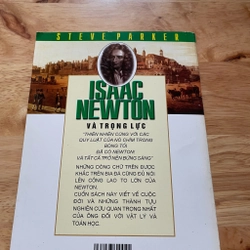 STEVE PARKER
ISAAC
NEWTON
VÀ TRỌNG LỰC
"THIÊN NHIÊN CÙNG VỚI CÁC
QUY LUẬT CỦA NÓ CHÌM TRONG
BÓNG TỐI
ĐÃ CÓ NEWTON!
VÀ TẤT CẢ TRỞ NÊN BỪNG SÁNG"
NHỮNG DÒNG CHỮ TRÊN ĐƯỢC
KHẮC TRÊN BIA ĐÁ CŨNG ĐỦ NÓI
LÊN CÔNG LAO TO LỚN CỦA
NEWTON.
CUỐN SÁCH NÀY VIẾT VỀ CUỘC
ĐỜI VÀ NHỮNG THÀNH TỰU
NGHIÊN CỨU QUAN TRỌNG NHẤT
CỦA ÔNG ĐỐI VỚI VẬT LÝ VÀ
TOÁN HỌC.